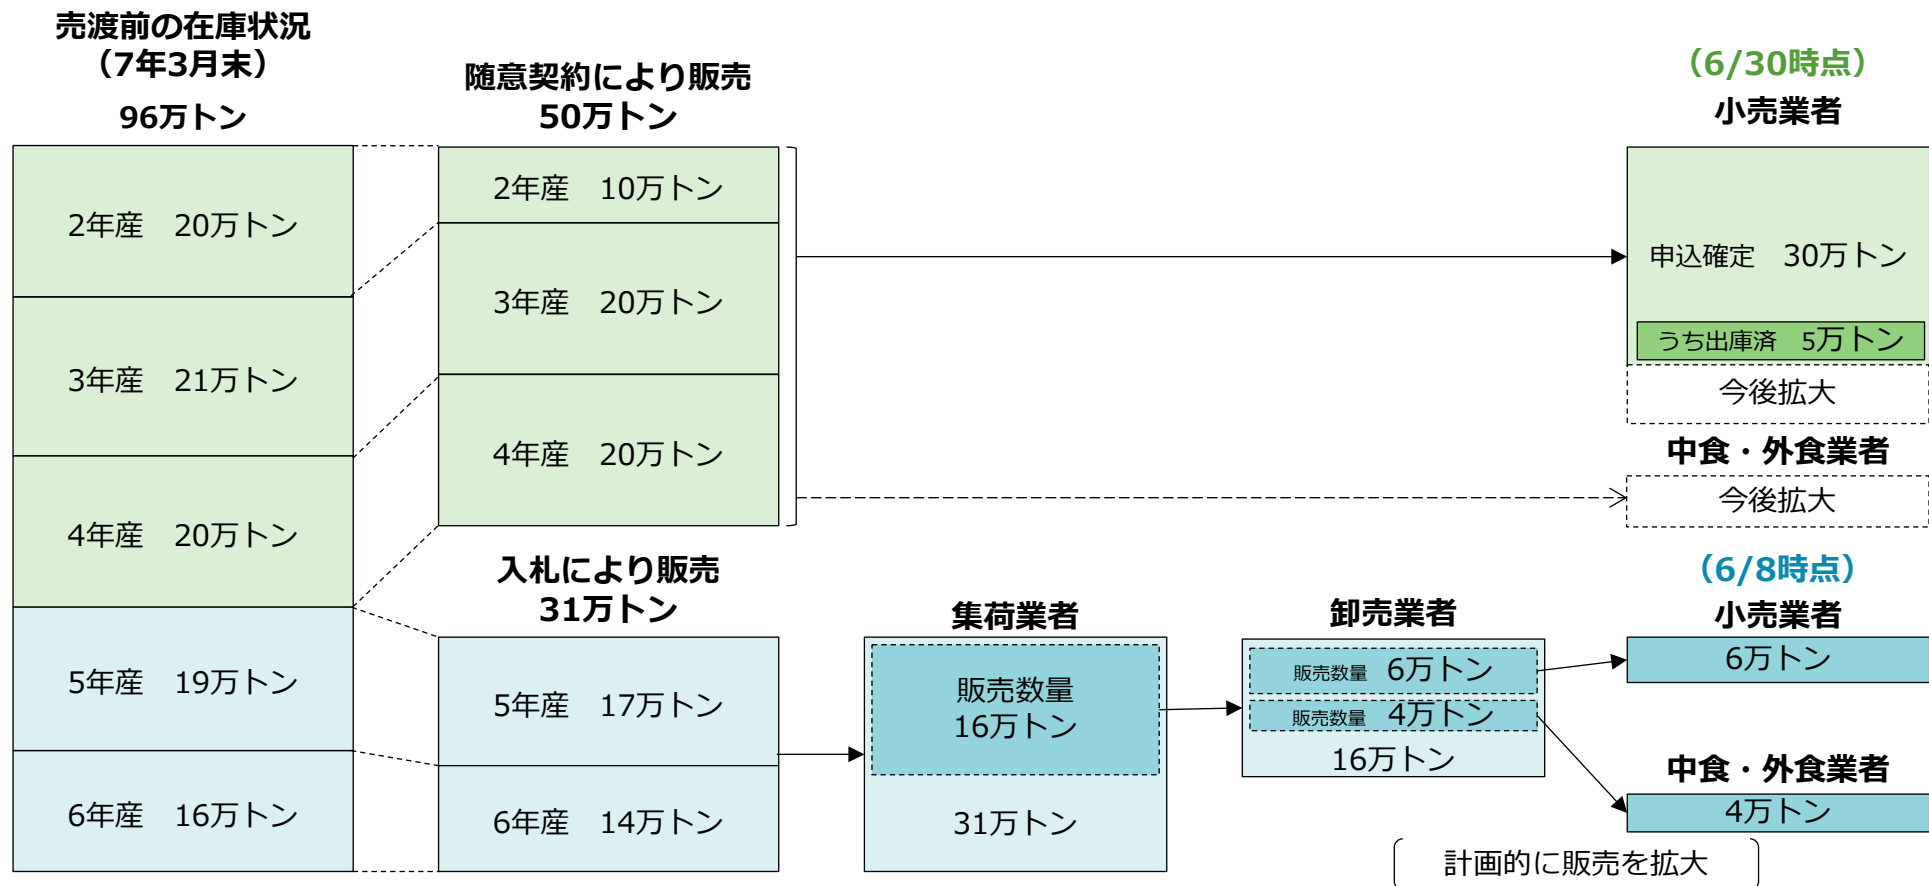 売渡前の在庫状況
（7年3月末）
96万トン
2年産　20万トン
3年産　21万トン
4年産　20万トン
5年産　19万トン
6年産　16万トン
随意契約により販売
50万トン
2年産　10万トン
3年産　20万トン
4年産　20万トン
入札により販売
31万トン
5年産　17万トン
6年産　14万トン
集荷業者
販売数量
16万トン
31万トン
卸売業者
販売数量　6万トン
販売数量　4万トン
16万トン
（6/30時点）
小売業者
申込確定　30万トン
うち出庫済　5万トン
今後拡大
中食・外食業者
今後拡大
（6/8時点）
小売業者
6万トン
中食・外食業者
4万トン
計画的に販売を拡大